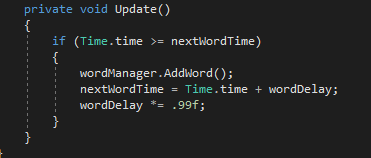 private void Update()
{
if (Time.time >= nextWordTime)
{
wordManager.AddWord();
nextWordTime = Time.time + wordDelay;
wordDelay *= .99f;
}
}
}